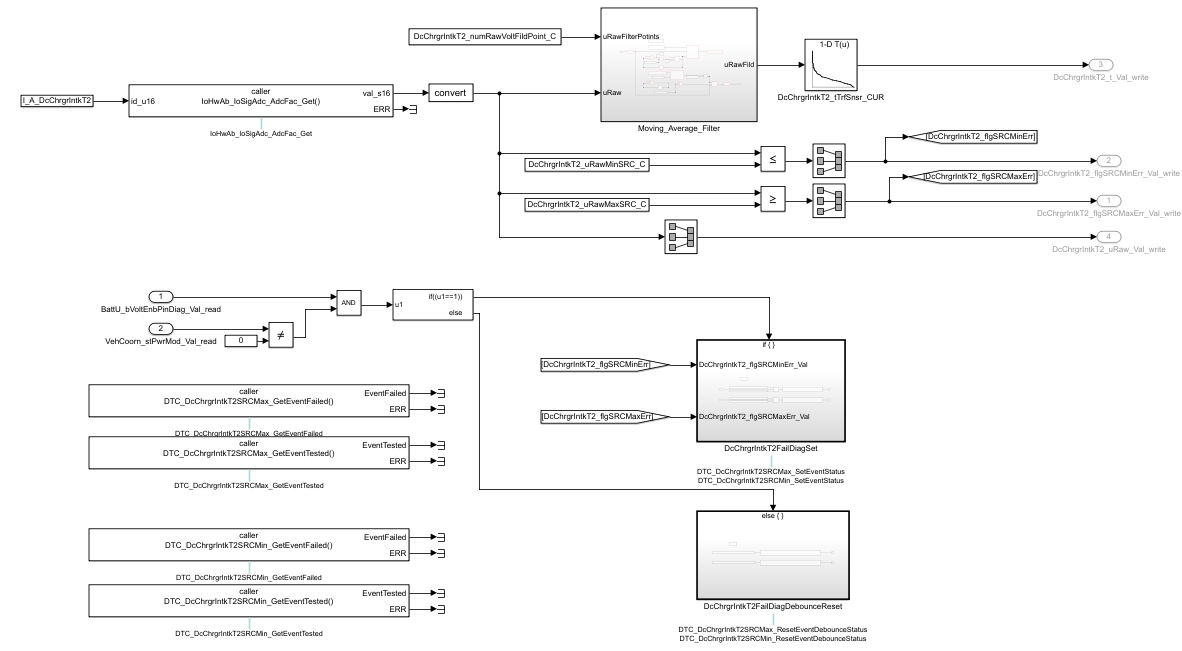 DcChrgrIntkT2_numRawVoltFildPoint_C
uRawFilterPotints
uRawFild
uRaw
Moving_Average_Filter
1-D T(u)
DcChrgrIntkT2_tTrfSnsr_CUR
3
DcChrgrIntkT2_t_Val_write
I_A_DcChrgrIntkT2
id_u16
caller
IoHwAb_IoSigAdc_AdcFac_Get()
val_s16
ERR
IoHwAb_IoSigAdc_AdcFac_Get
convert
[DcChrgrIntkT2_flgSRCMinErr]
DcChrgrIntkT2_uRawMinSRC_C
≤
2
DcChrgrIntkT2_flgSRCMinErr_Val_write
[DcChrgrIntkT2_flgSRCMaxErr]
DcChrgrIntkT2_uRawMaxSRC_C
≥
1
DcChrgrIntkT2_flgSRCMaxErr_Val_write
4
DcChrgrIntkT2_uRaw_Val_write
1
BattU_bVoltEnbPinDiag_Val_read
2
VehCoorn_stPwrMod_Val_read
0
≠
AND
u1
if((u1==1))
else
if { }
[DcChrgrIntkT2_flgSRCMinErr]
DcChrgrIntkT2_flgSRCMinErr_Val
[DcChrgrIntkT2_flgSRCMaxErr]
DcChrgrIntkT2_flgSRCMaxErr_Val
DcChrgrIntkT2FailDiagSet
DTC_DcChrgrIntkT2SRCMax_SetEventStatus
DTC_DcChrgrIntkT2SRCMin_SetEventStatus
caller
DTC_DcChrgrIntkT2SRCMax_GetEventFailed()
EventFailed
ERR
DTC_DcChrgrIntkT2SRCMax_GetEventFailed
caller
DTC_DcChrgrIntkT2SRCMax_GetEventTested()
EventTested
ERR
DTC_DcChrgrIntkT2SRCMax_GetEventTested
caller
DTC_DcChrgrIntkT2SRCMin_GetEventFailed()
EventFailed
ERR
DTC_DcChrgrIntkT2SRCMin_GetEventFailed
caller
DTC_DcChrgrIntkT2SRCMin_GetEventTested()
EventTested
ERR
DTC_DcChrgrIntkT2SRCMin_GetEventTested
else { }
DcChrgrIntkT2FailDiagDebounceReset
DTC_DcChrgrIntkT2SRCMax_ResetEventDebounceStatus
DTC_DcChrgrIntkT2SRCMin_ResetEventDebounceStatus